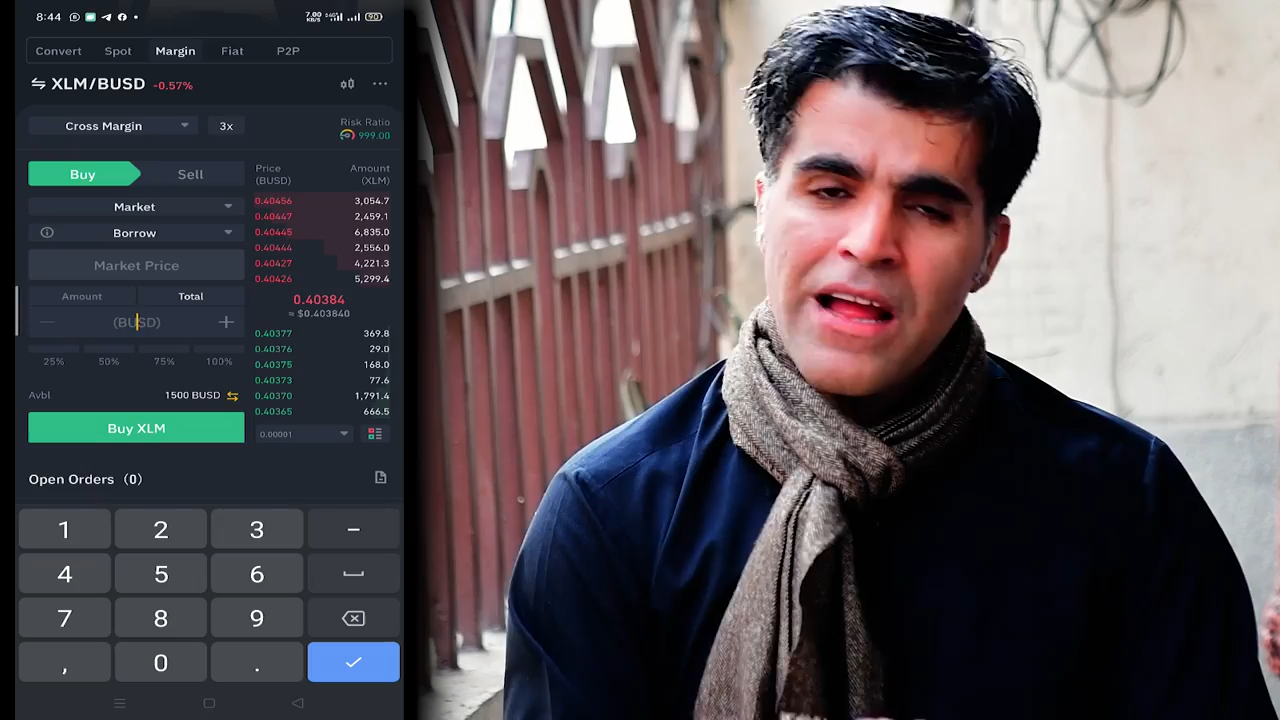 8:44
7.00 KB/S 90
Convert Spot Margin Fiat P2P
XLM/BUSD -0.57%
Cross Margin 3x
Risk Ratio
999.00
Buy Sell
Market
Borrow
Market Price
Amount Total
(BUSD)
25% 50% 75% 100%
Avbl 1500 BUSD
Buy XLM
Price (BUSD) Amount (XLM)
0.40456 3,054.7
0.40447 2,459.1
0.40445 6,835.0
0.40444 2,556.0
0.40427 4,221.3
0.40426 5,299.4
0.40384
≈ $0.403840
0.40377 369.8
0.40376 29.0
0.40375 168.0
0.40373 77.6
0.40370 1,791.4
0.40365 666.5
0.00001
Open Orders (0)
1 2 3 −
4 5 6
7 8 9
, 0 .